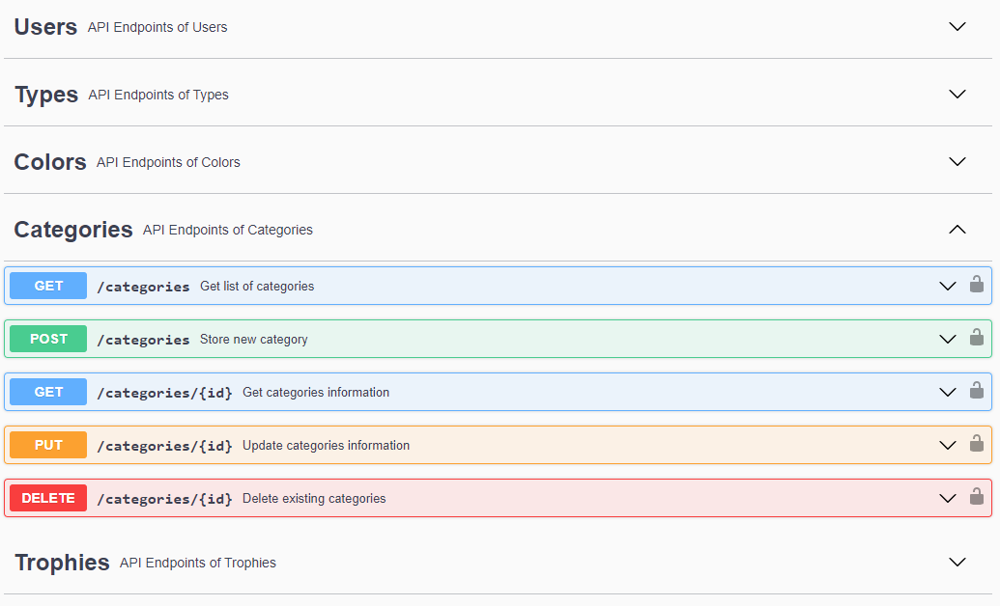 Users API Endpoints of Users
Types API Endpoints of Types
Colors API Endpoints of Colors
Categories API Endpoints of Categories
GET /categories Get list of categories
POST /categories Store new category
GET /categories/{id} Get categories information
PUT /categories/{id} Update categories information
DELETE /categories/{id} Delete existing categories
Trophies API Endpoints of Trophies